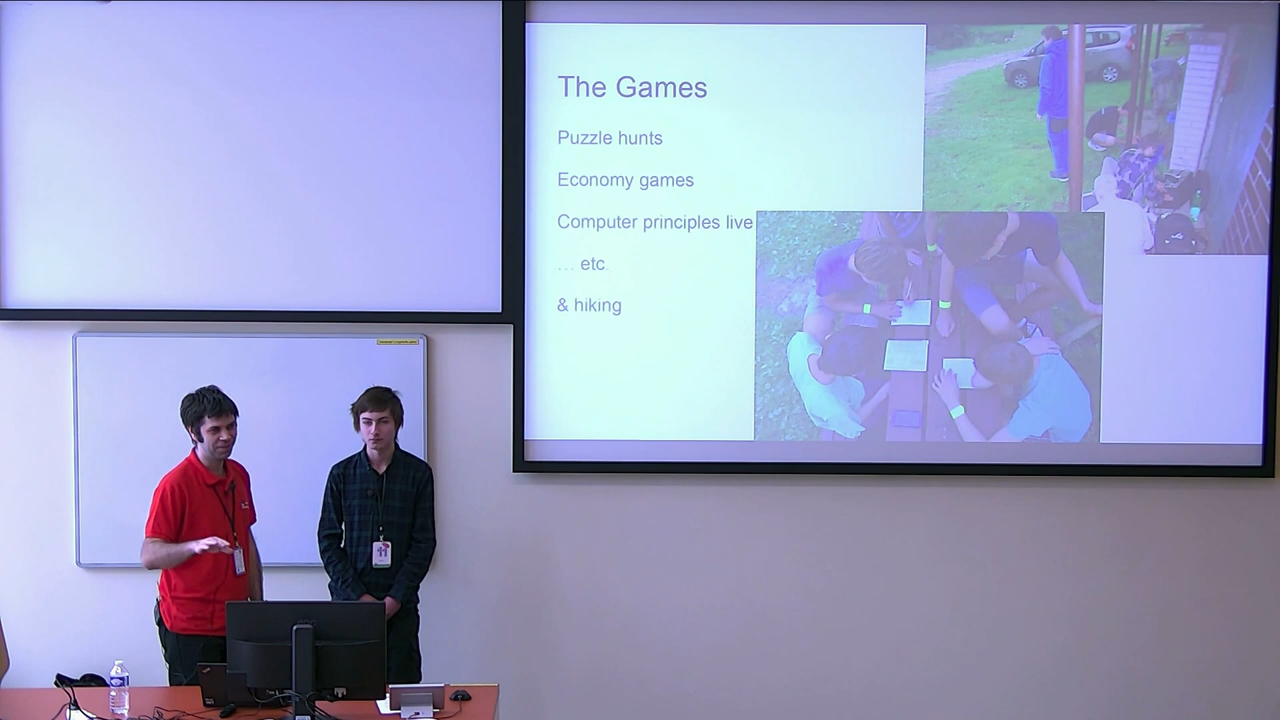 The Games
Puzzle hunts
Economy games
Computer principles live
... etc.
& hiking